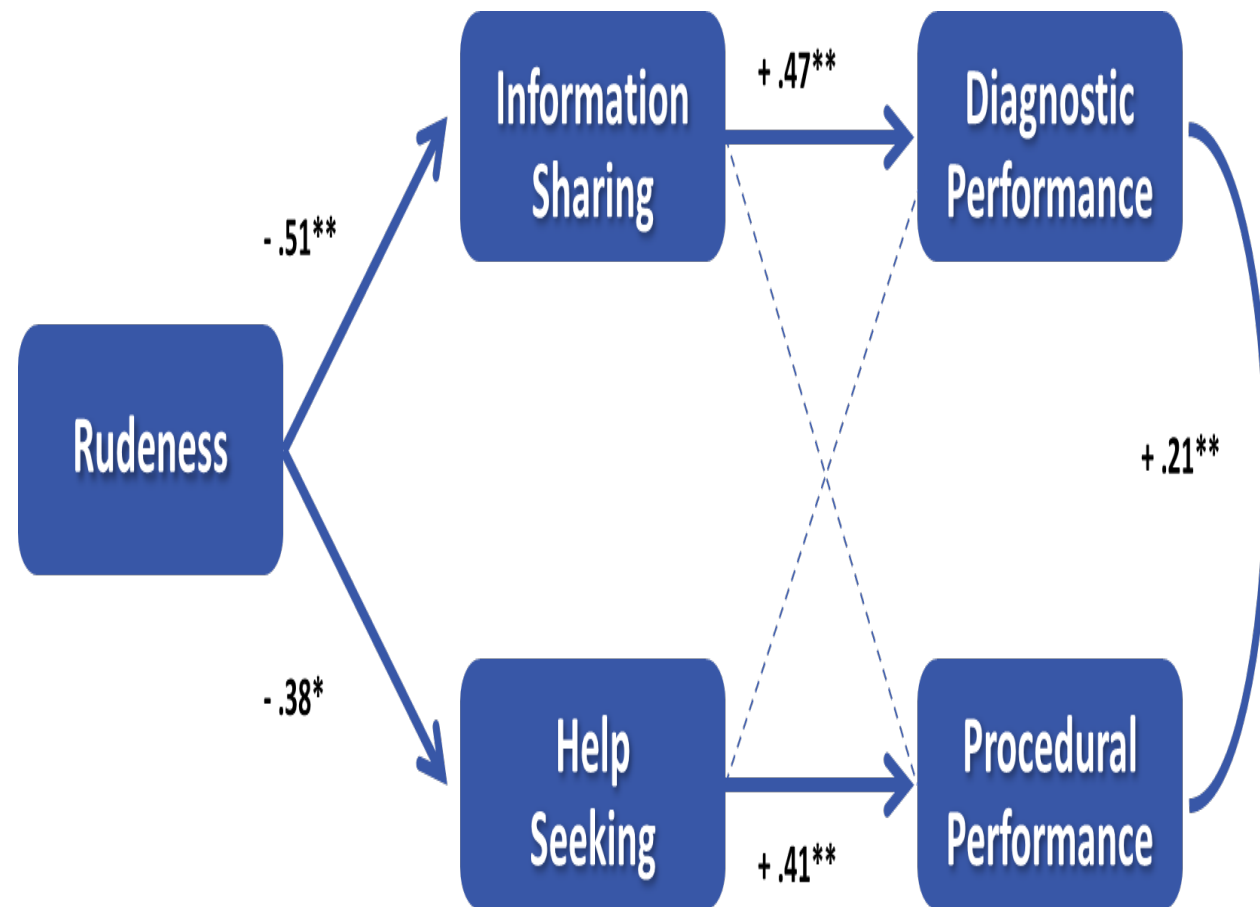 Information
Sharing
+ .47**
Diagnostic
Performance
- .51**
Rudeness
+ .21**
- .38*
Help
Seeking
+ .41**
Procedural
Performance